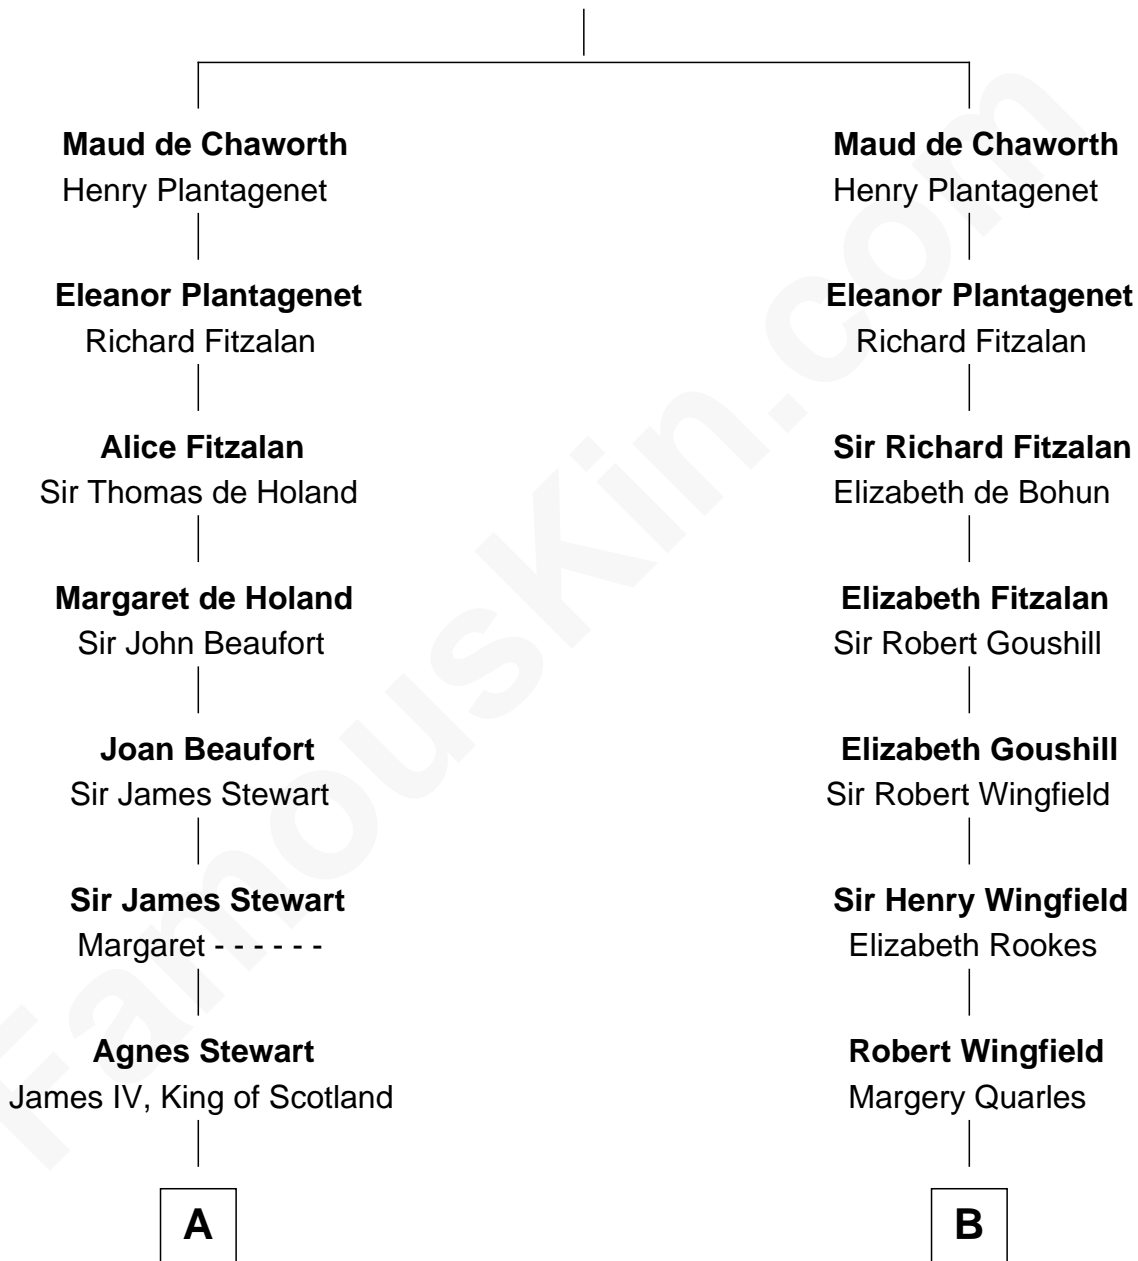 Maud de Chaworth
Henry Plantagenet
Eleanor Plantagenet
Richard Fitzalan
Alice Fitzalan
Sir Thomas de Holand
Margaret de Holand
Sir John Beaufort
Joan Beaufort
Sir James Stewart
Sir James Stewart
Margaret - - - - - -
Agnes Stewart
James IV, King of Scotland
A
Maud de Chaworth
Henry Plantagenet
Eleanor Plantagenet
Richard Fitzalan
Sir Richard Fitzalan
Elizabeth de Bohun
Elizabeth Fitzalan
Sir Robert Goushill
Elizabeth Goushill
Sir Robert Wingfield
Sir Henry Wingfield
Elizabeth Rookes
Robert Wingfield
Margery Quarles
B
FamousKin.com